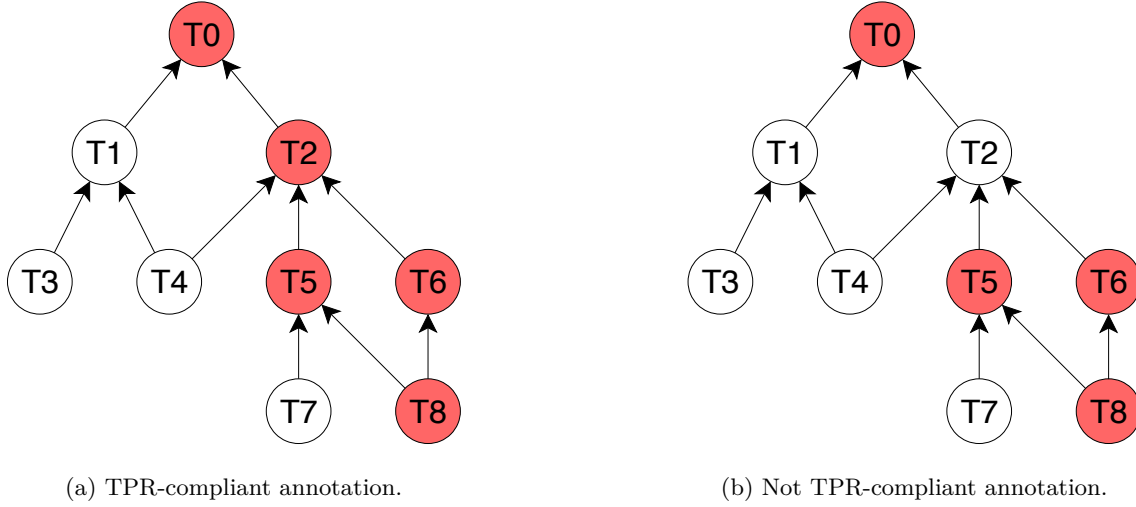 T0
T1
T2
T3
T4
T5
T6
T7
T8
(a) TPR-compliant annotation.
T0
T1
T2
T3
T4
T5
T6
T7
T8
(b) Not TPR-compliant annotation.